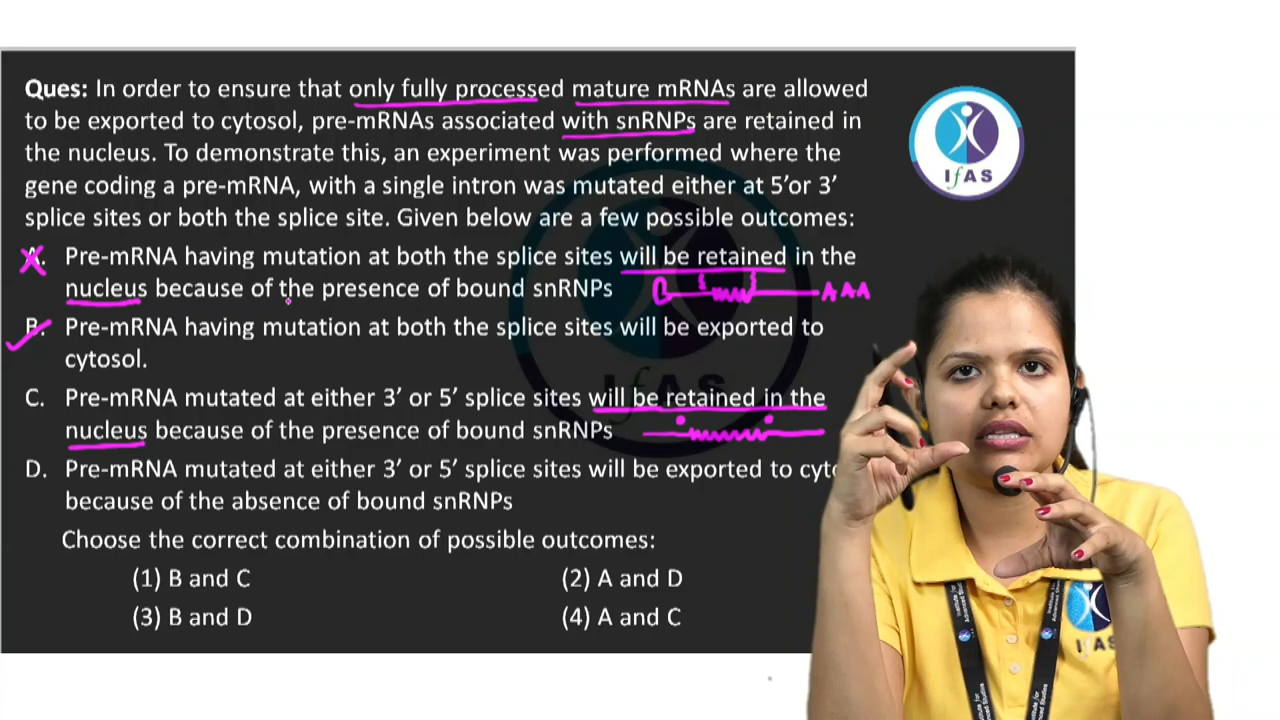 Ques: In order to ensure that only fully processed mature mRNAs are allowed
to be exported to cytosol, pre-mRNAs associated with snRNPs are retained in
the nucleus. To demonstrate this, an experiment was performed where the
gene coding a pre-mRNA, with a single intron was mutated either at 5’or 3’
splice sites or both the splice site. Given below are a few possible outcomes:
A. Pre-mRNA having mutation at both the splice sites will be retained in the
nucleus because of the presence of bound snRNPs
AAA
B. Pre-mRNA having mutation at both the splice sites will be exported to
cytosol.
C. Pre-mRNA mutated at either 3’ or 5’ splice sites will be retained in the
nucleus because of the presence of bound snRNPs
D. Pre-mRNA mutated at either 3’ or 5’ splice sites will be exported to cyto
because of the absence of bound snRNPs
Choose the correct combination of possible outcomes:
(1) B and C (2) A and D
(3) B and D (4) A and C
IFAS
IFAS
IFAS